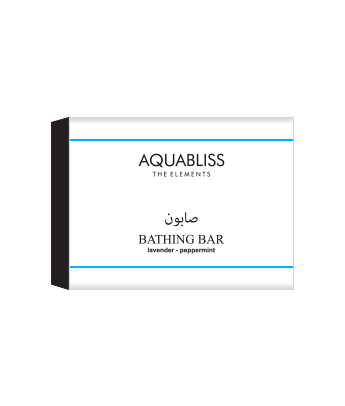 AQUABLISS
THE ELEMENTS
صابون
BATHING BAR
lavender - peppermint